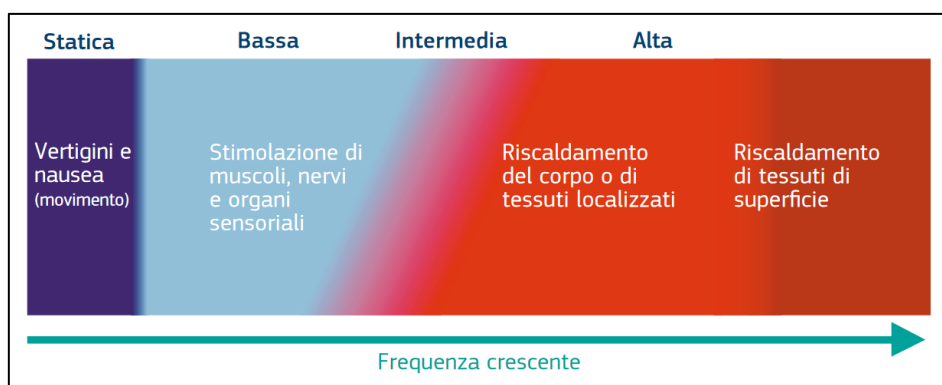 Statica Bassa Intermedia Alta
Vertigini e
nausea
(movimento)
Stimolazione di
muscoli, nervi
e organi
sensoriali
Riscaldamento
del corpo o di
tessuti localizzati
Riscaldamento
di tessuti di
superficie
Frequenza crescente